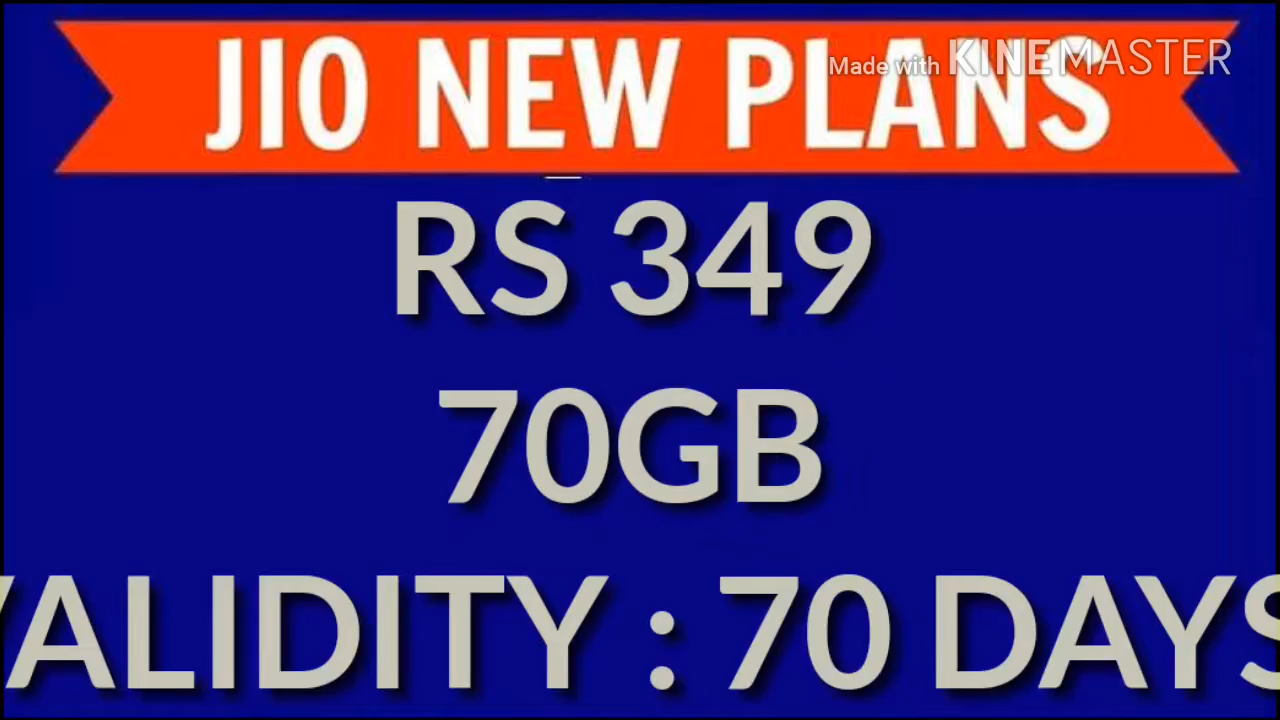 JIO NEW PLANS
Made with KINEMASTER
RS 349
70GB
VALIDITY : 70 DAYS